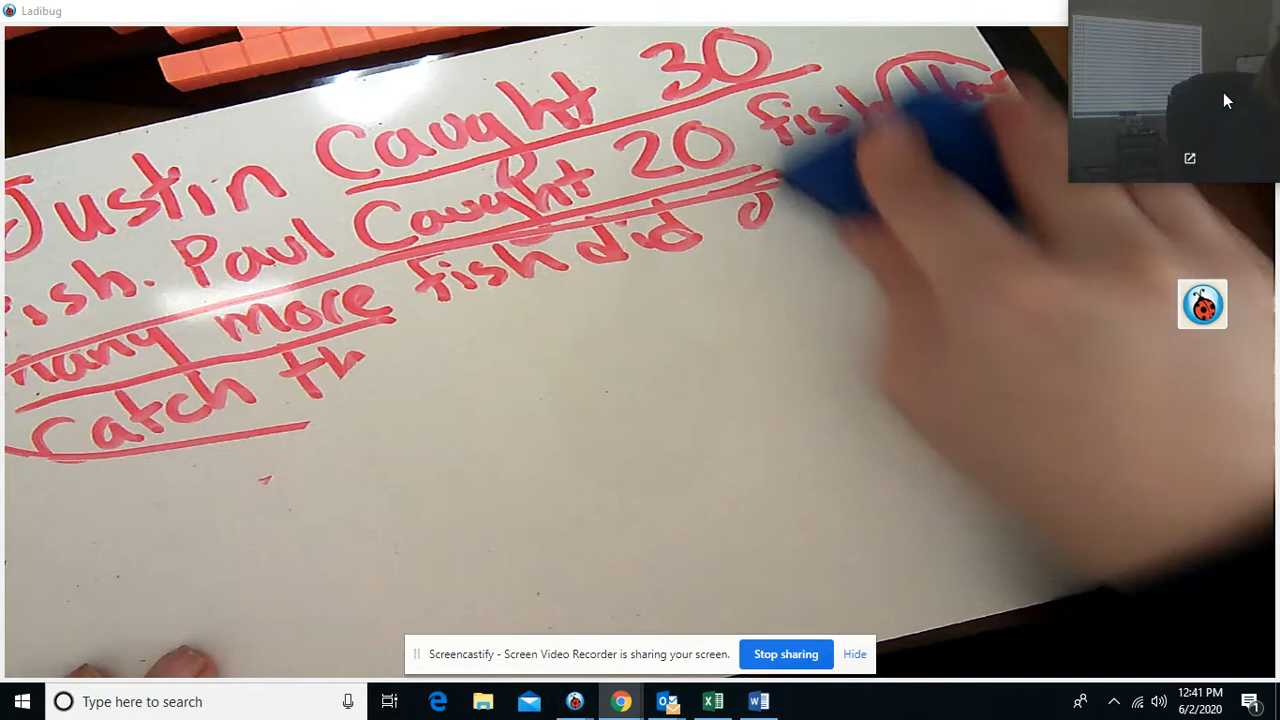 Ladibug
Justin Caught 30
fish. Paul Caught 20 fish How
many more fish did
Catch
Screencastify - Screen Video Recorder is sharing your screen.
Stop sharing
Hide
Type here to search
12:41 PM
6/2/2020